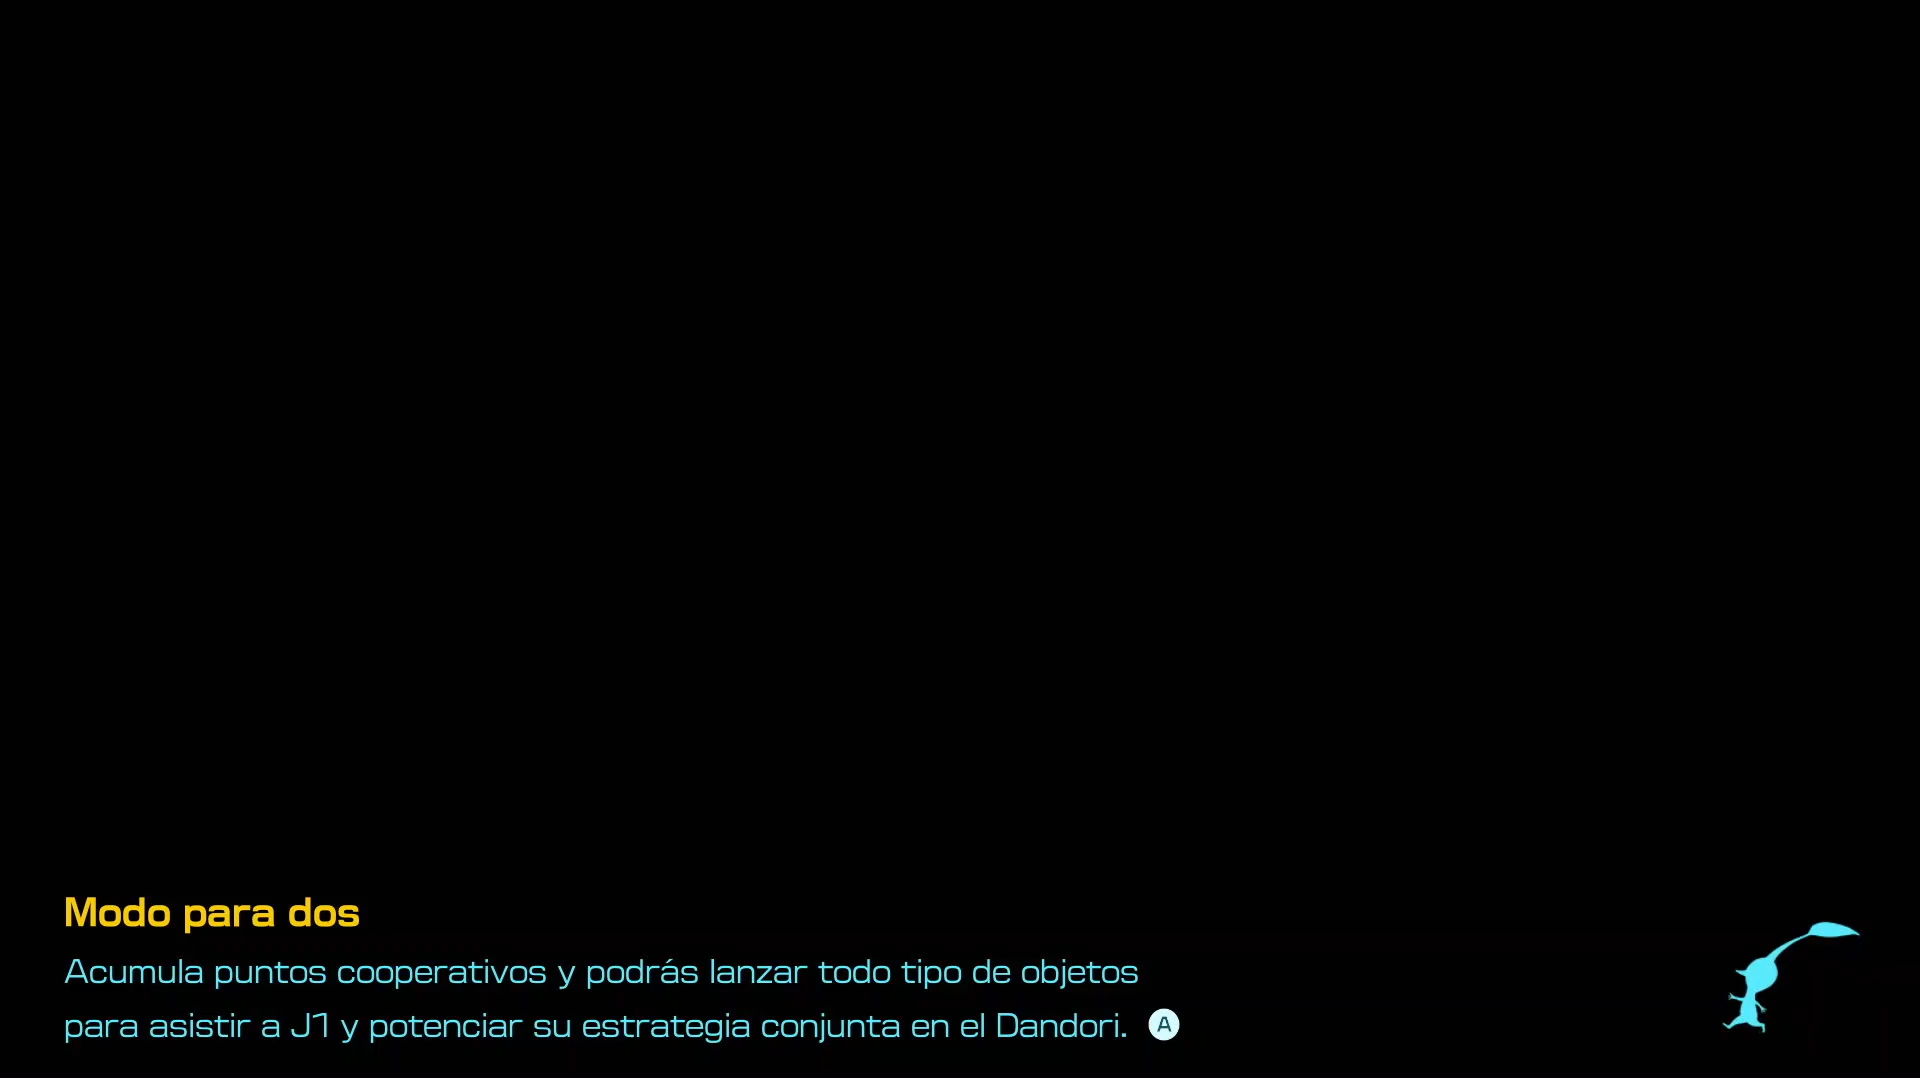 Modo para dos
Acumula puntos cooperativos y podrás lanzar todo tipo de objetos
para asistir a J1 y potenciar su estrategia conjunta en el Dandori. A